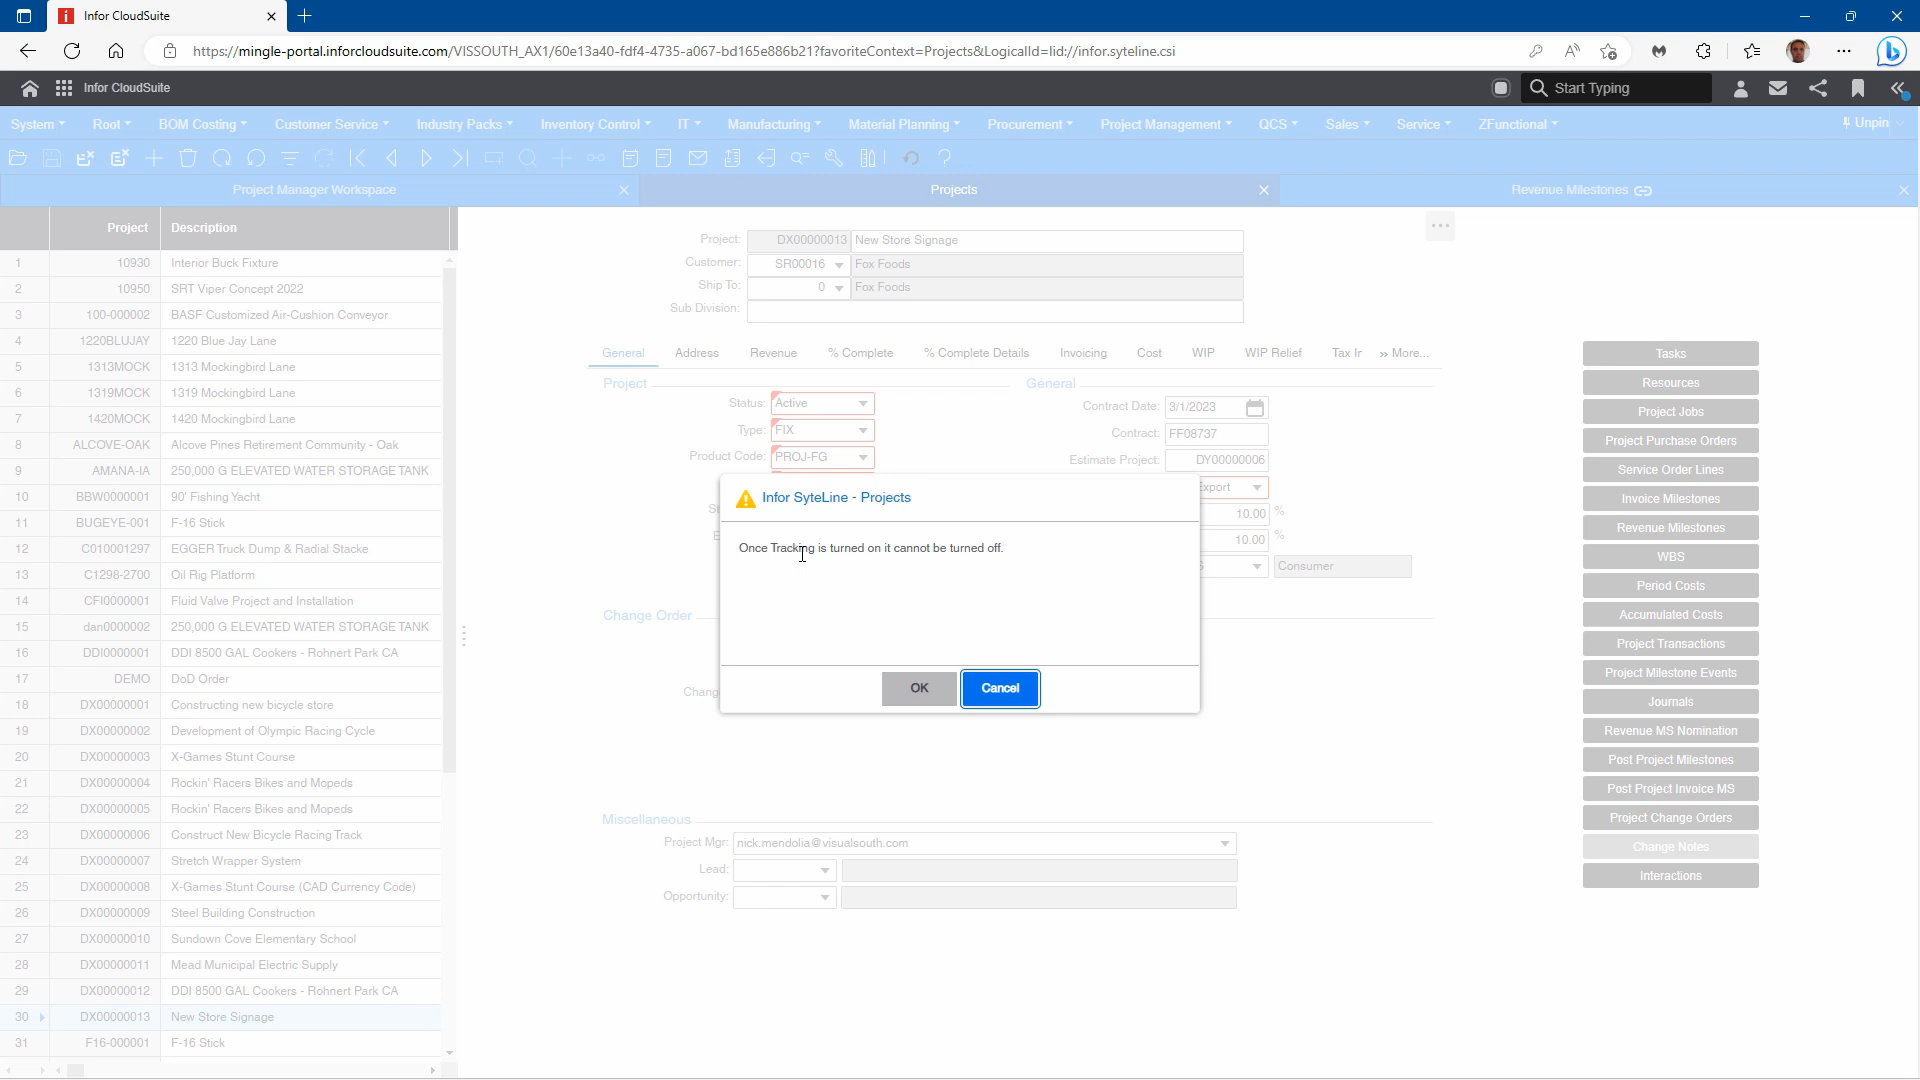 Infor CloudSuite
https://mingle-portal.inforcloudsuite.com/VISSOUTH_AX1/60e13a40-fdf4-4735-a067-bd165e886b21?favoriteContext=Projects&LogicalId=lid://infor.syteline.csi
Infor CloudSuite
Start Typing
System Root BOM Costing Customer Service Industry Packs Inventory Control IT Manufacturing Material Planning Procurement Project Management QCS Sales Service ZFunctional Unpin
Project Manager Workspace Projects Revenue Milestones
Project Description
1 10930 Interior Buck Fixture
2 10950 SRT Viper Concept 2022
3 100-000002 BASF Customized Air-Cushion Conveyor
4 1220BLUJAY 1220 Blue Jay Lane
5 1313MOCK 1313 Mockingbird Lane
6 1319MOCK 1319 Mockingbird Lane
7 1420MOCK 1420 Mockingbird Lane
8 ALCOVE-OAK Alcove Pines Retirement Community - Oak
9 AMANA-IA 250,000 G ELEVATED WATER STORAGE TANK
10 BBW0000001 90' Fishing Yacht
11 BUGEYE-001 F-16 Stick
12 C010001297 EGGER Truck Dump & Radial Stacke
13 C1298-2700 Oil Rig Platform
14 CFI0000001 Fluid Valve Project and Installation
15 dan0000002 250,000 G ELEVATED WATER STORAGE TANK
16 DDI0000001 DDI 8500 GAL Cookers - Rohnert Park CA
17 DEMO DoD Order
18 DX00000001 Constructing new bicycle store
19 DX00000002 Development of Olympic Racing Cycle
20 DX00000003 X-Games Stunt Course
21 DX00000004 Rockin' Racers Bikes and Mopeds
22 DX00000005 Rockin' Racers Bikes and Mopeds
23 DX00000006 Construct New Bicycle Racing Track
24 DX00000007 Stretch Wrapper System
25 DX00000008 X-Games Stunt Course (CAD Currency Code)
26 DX00000009 Steel Building Construction
27 DX00000010 Sundown Cove Elementary School
28 DX00000011 Mead Municipal Electric Supply
29 DX00000012 DDI 8500 GAL Cookers - Rohnert Park CA
30 DX00000013 New Store Signage
31 F16-000001 F-16 Stick
Project: DX00000013 New Store Signage
Customer: SR00016 Fox Foods
Ship To: 0 Fox Foods
Sub Division:
General Address Revenue % Complete % Complete Details Invoicing Cost WIP WIP Relief Tax Ir » More...
Project
Status: Active
Type: FIX
Product Code: PROJ-FG
General
Contract Date: 3/1/2023
Contract: FF08737
Estimate Project: DY00000006
Export
10.00 %
10.00 %
Consumer
Infor SyteLine - Projects
Once Tracking is turned on it cannot be turned off.
OK Cancel
Change Order
Chang
Miscellaneous
Project Mgr: nick.mendolia@visualsouth.com
Lead:
Opportunity:
Tasks
Resources
Project Jobs
Project Purchase Orders
Service Order Lines
Invoice Milestones
Revenue Milestones
WBS
Period Costs
Accumulated Costs
Project Transactions
Project Milestone Events
Journals
Revenue MS Nomination
Post Project Milestones
Post Project Invoice MS
Project Change Orders
Change Notes
Interactions